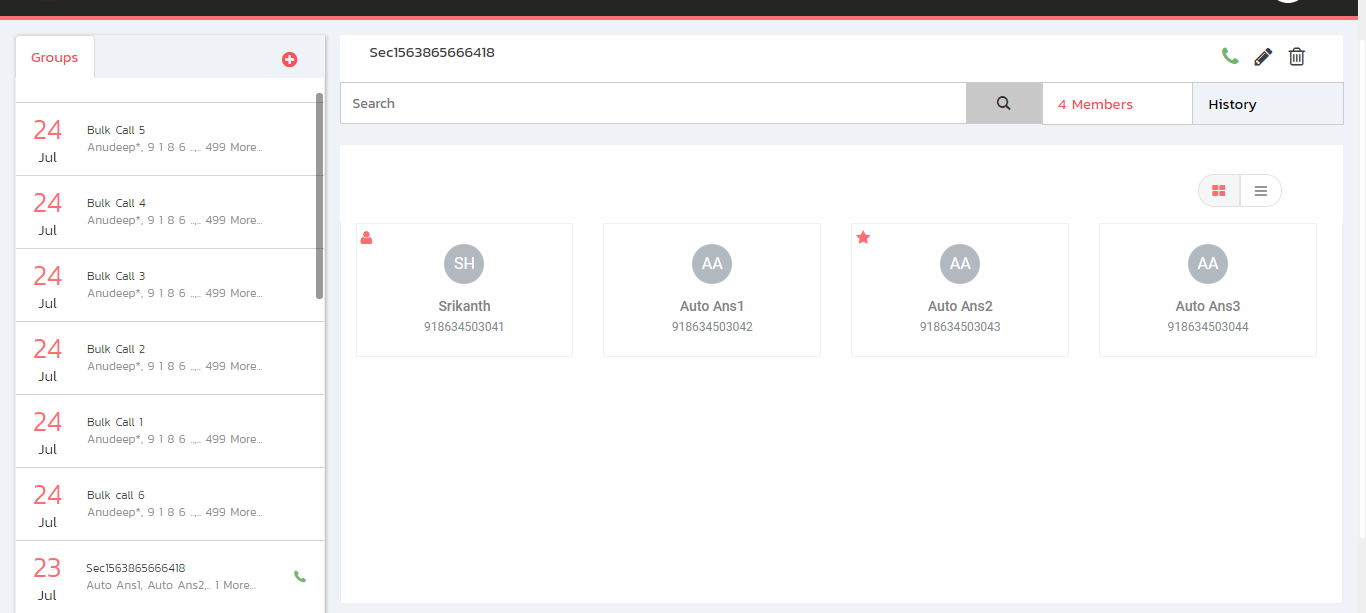 Groups
24
Jul
Bulk Call 5
Anudeep*, 9 1 8 6 ..,.. 499 More...
24
Jul
Bulk Call 4
Anudeep*, 9 1 8 6 ..,.. 499 More...
24
Jul
Bulk Call 3
Anudeep*, 9 1 8 6 ..,.. 499 More...
24
Jul
Bulk Call 2
Anudeep*, 9 1 8 6 ..,.. 499 More...
24
Jul
Bulk Call 1
Anudeep*, 9 1 8 6 ..,.. 499 More...
24
Jul
Bulk call 6
Anudeep*, 9 1 8 6 ..,.. 499 More...
23
Jul
Sec1563865666418
Auto Ans1, Auto Ans2,.. 1 More...
Sec1563865666418
Search
4 Members
History
SH
Srikanth
918634503041
AA
Auto Ans1
918634503042
AA
Auto Ans2
918634503043
AA
Auto Ans3
918634503044